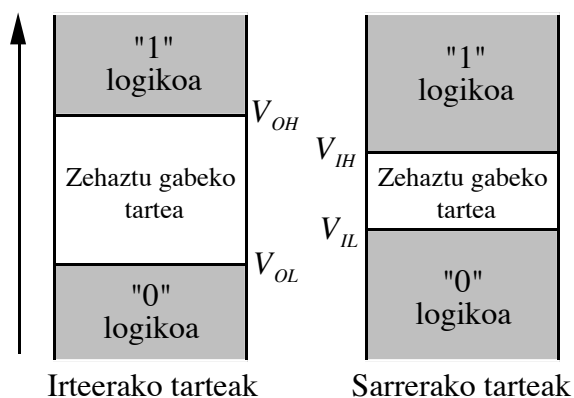 "1"
logikoa
V_OH
Zehaztu gabeko
tartea
V_OL
"0"
logikoa
Irteerako tarteak
"1"
logikoa
V_IH
Zehaztu gabeko
tartea
V_IL
"0"
logikoa
Sarrerako tarteak